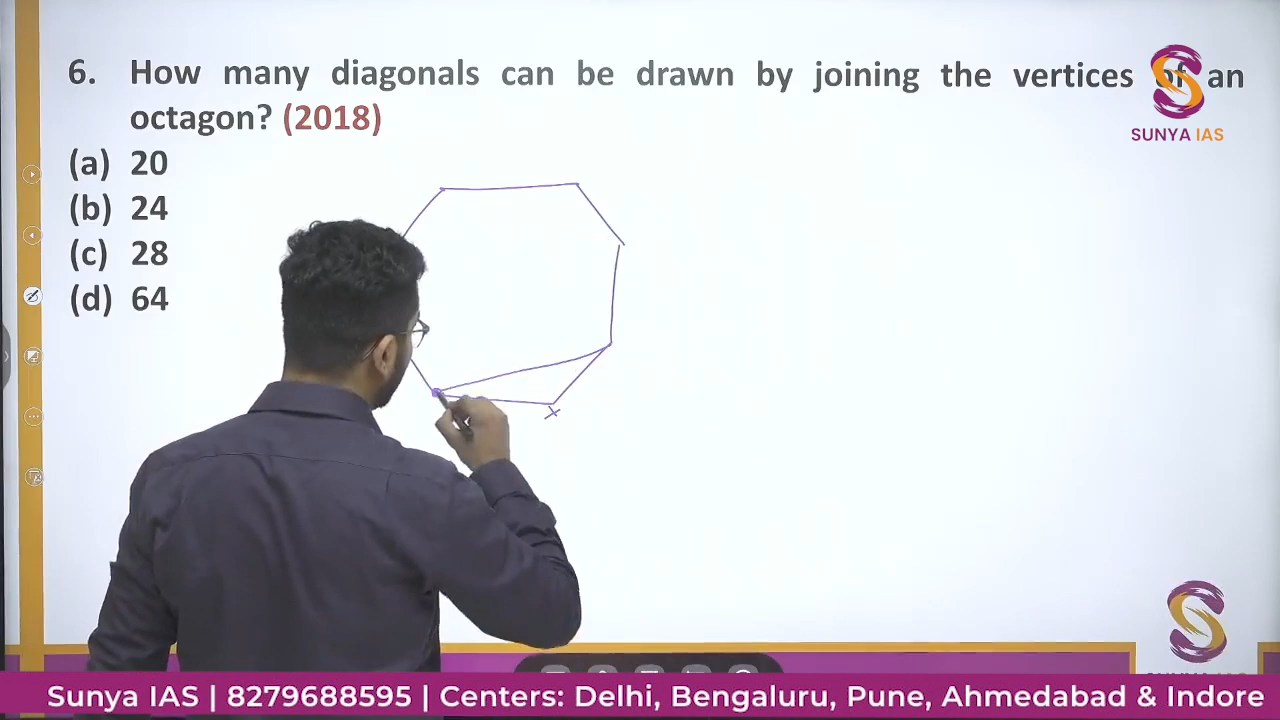 6. How many diagonals can be drawn by joining the vertices of an
octagon? (2018)
(a) 20
(b) 24
(c) 28
(d) 64
SUNYA IAS
Sunya IAS | 8279688595 | Centers: Delhi, Bengaluru, Pune, Ahmedabad & Indore